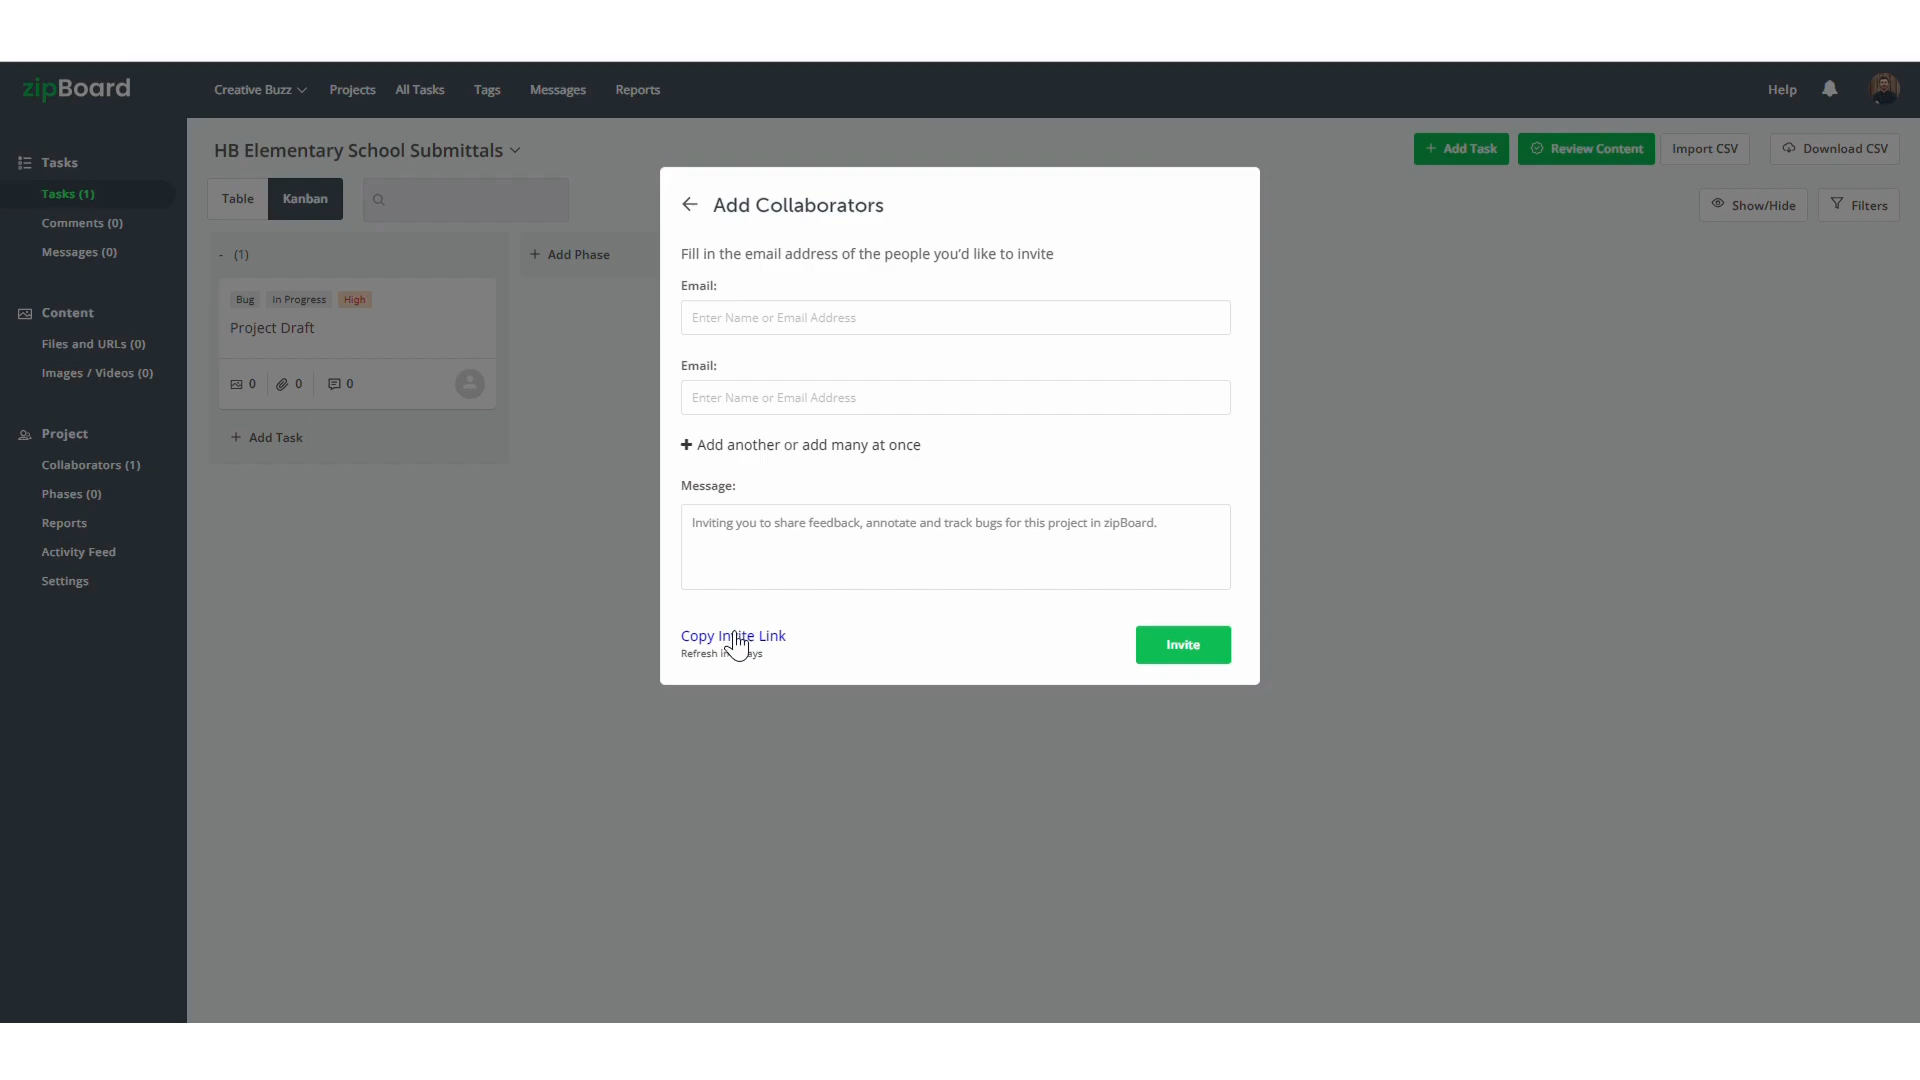 zipBoard
Creative Buzz
Projects
All Tasks
Tags
Messages
Reports
Help
Tasks
Tasks (1)
Comments (0)
Messages (0)
Content
Files and URLs (0)
Images / Videos (0)
Project
Collaborators (1)
Phases (0)
Reports
Activity Feed
Settings
HB Elementary School Submittals
+ Add Task
Review Content
Import CSV
Download CSV
Table
Kanban
Show/Hide
Filters
- (1)
+ Add Phase
Bug
In Progress
High
Project Draft
0
0
0
+ Add Task
← Add Collaborators
Fill in the email address of the people you’d like to invite
Email:
Enter Name or Email Address
Email:
Enter Name or Email Address
+ Add another or add many at once
Message:
Inviting you to share feedback, annotate and track bugs for this project in zipBoard.
Copy Invite Link
Refresh
Invite